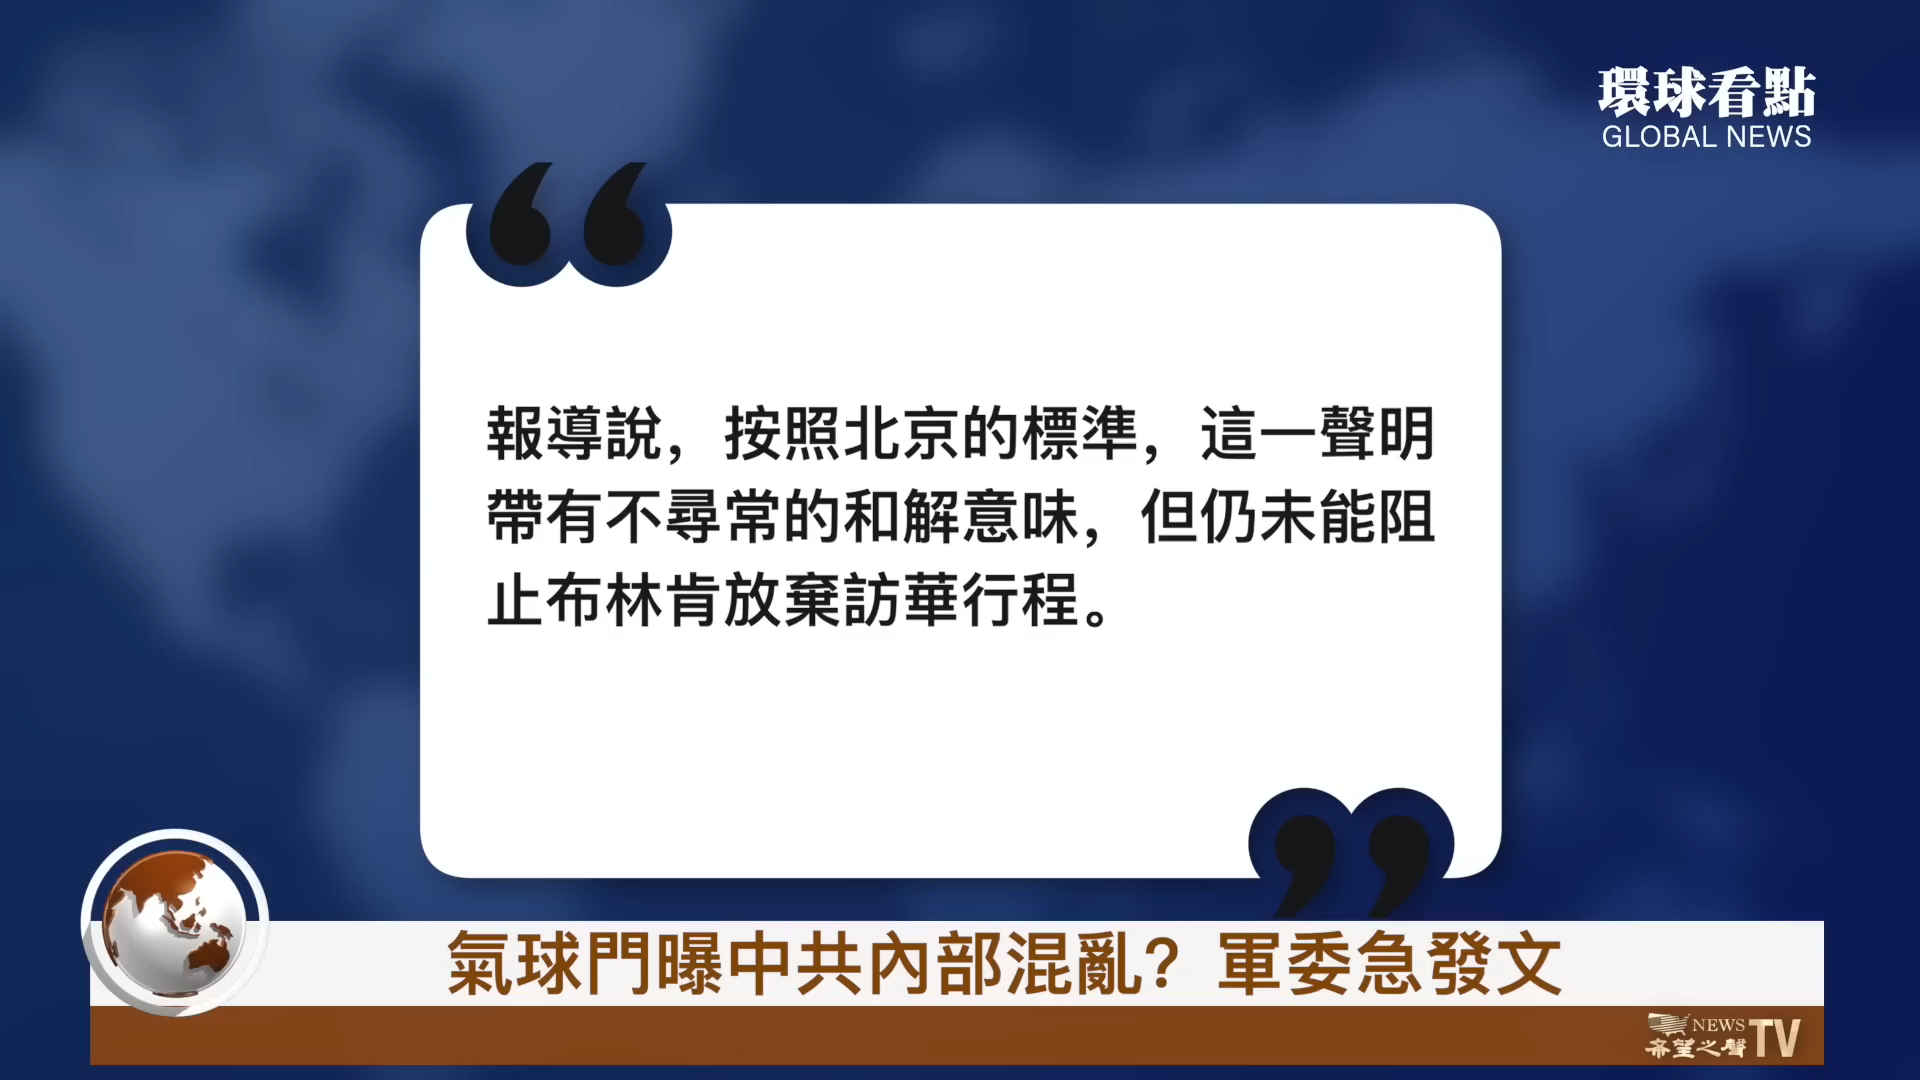 環球看點
GLOBAL NEWS
報導說，按照北京的標準，這一聲明
帶有不尋常的和解意味，但仍未能阻
止布林肯放棄訪華行程。
氣球門曝中共內部混亂？軍委急發文
NEWS
希望之聲TV